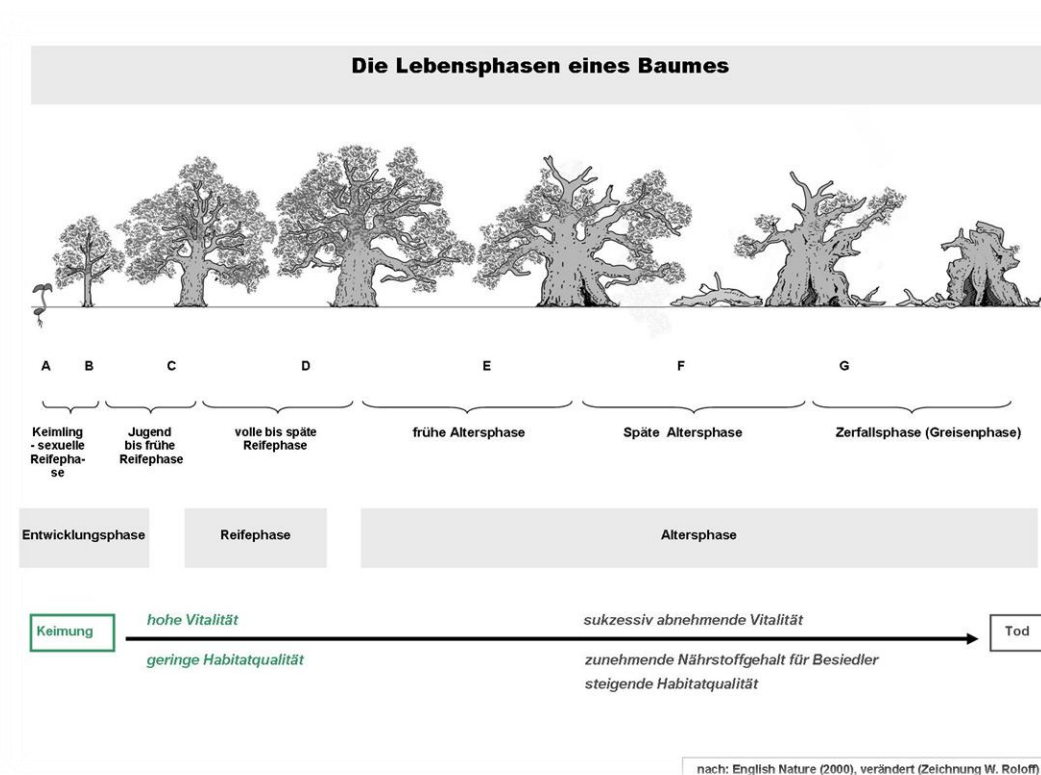 Die Lebensphasen eines Baumes
A B C D E F G
Keimling
- sexuelle
Reifepha-
se
Jugend
bis frühe
Reifephase
volle bis späte
Reifephase
frühe Altersphase
Späte Altersphase
Zerfallsphase (Greisenphase)
Entwicklungsphase
Reifephase
Altersphase
Keimung
hohe Vitalität
geringe Habitatqualität
sukzessiv abnehmende Vitalität
zunehmende Nährstoffgehalt für Besiedler
steigende Habitatqualität
Tod
nach: English Nature (2000), verändert (Zeichnung W. Roloff)